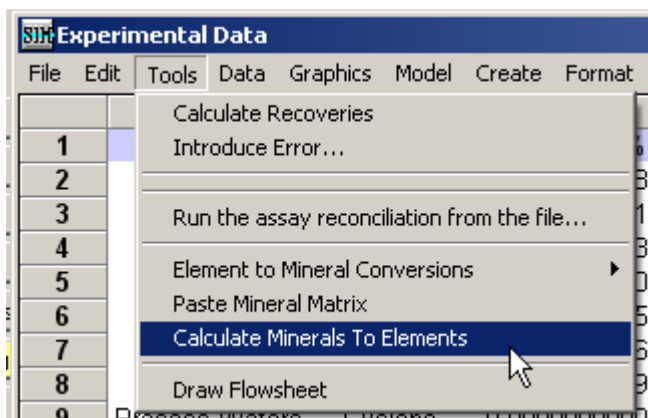 SIM Experimental Data
File Edit Tools Data Graphics Model Create Format
Calculate Recoveries
1 Introduce Error... %
2
3 Run the assay reconciliation from the file...
4
5 Element to Mineral Conversions
6 Paste Mineral Matrix
7 Calculate Minerals To Elements
8 Draw Flowsheet
9